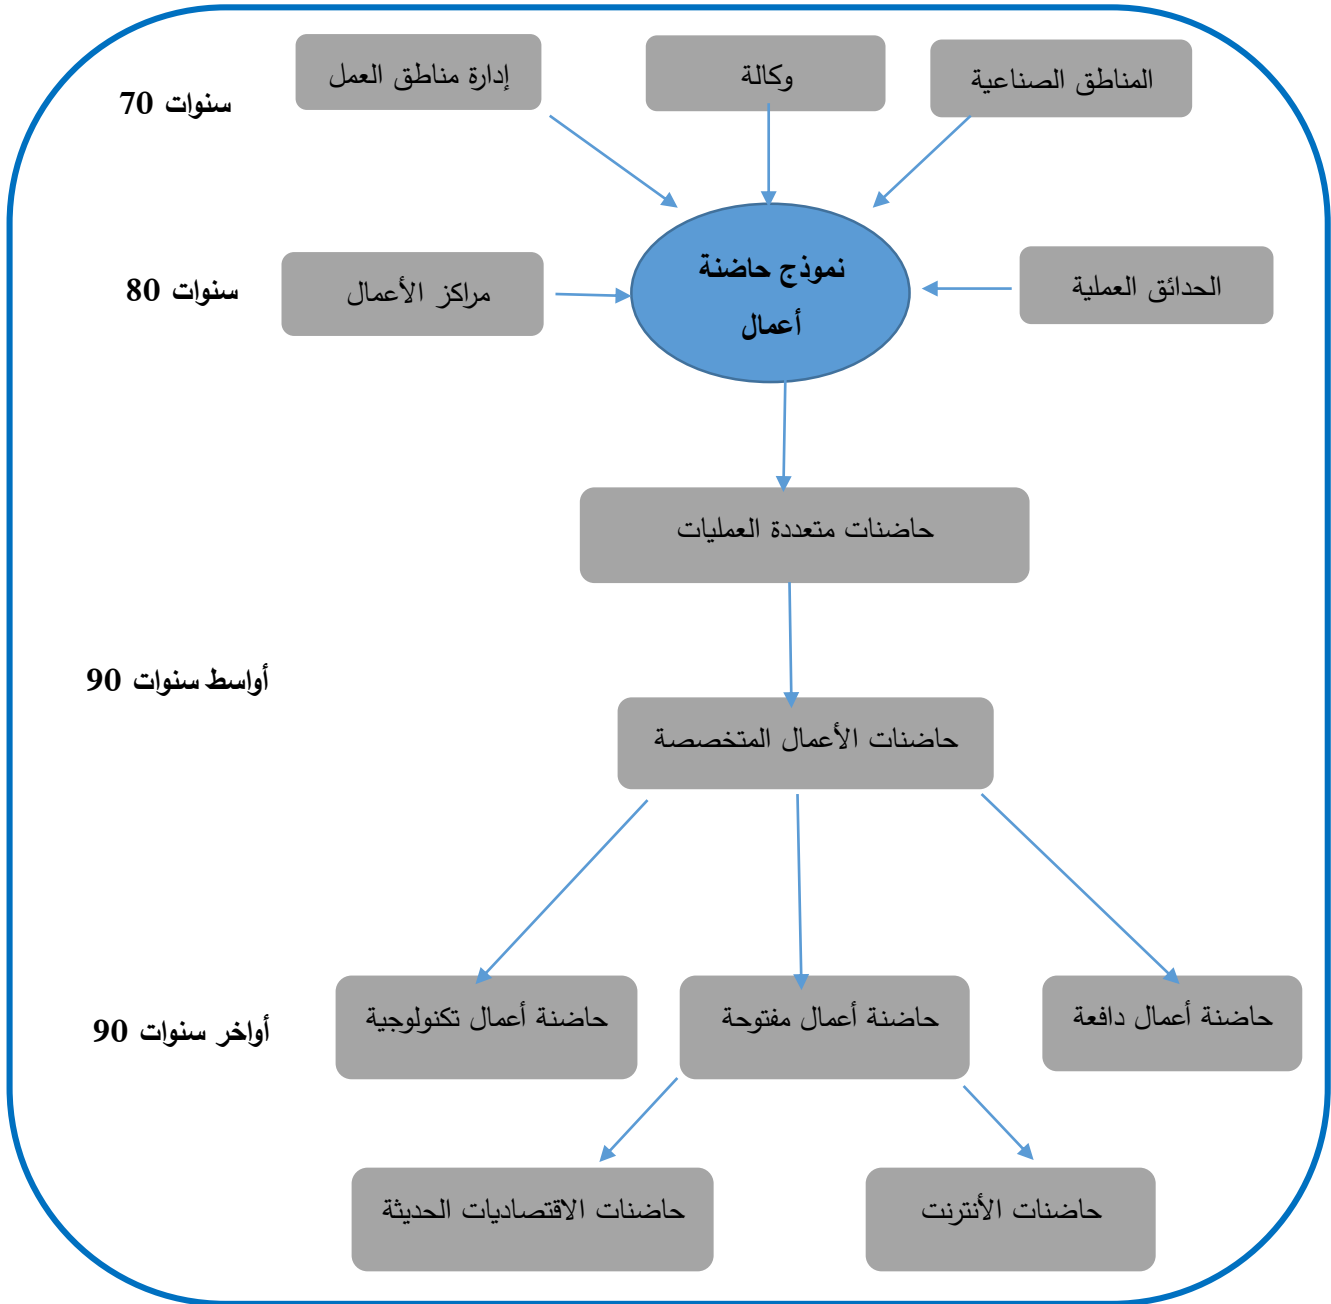 المناطق الصناعية
وكالة
إدارة مناطق العمل
سنوات 70
الحدائق العملية
نموذج حاضنة
أعمال
مراكز الأعمال
سنوات 80
حاضنات متعددة العمليات
أواسط سنوات 90
حاضنات الأعمال المتخصصة
حاضنة أعمال دافعة
حاضنة أعمال مفتوحة
حاضنة أعمال تكنولوجية
أواخر سنوات 90
حاضنات الأنترنت
حاضنات الاقتصاديات الحديثة